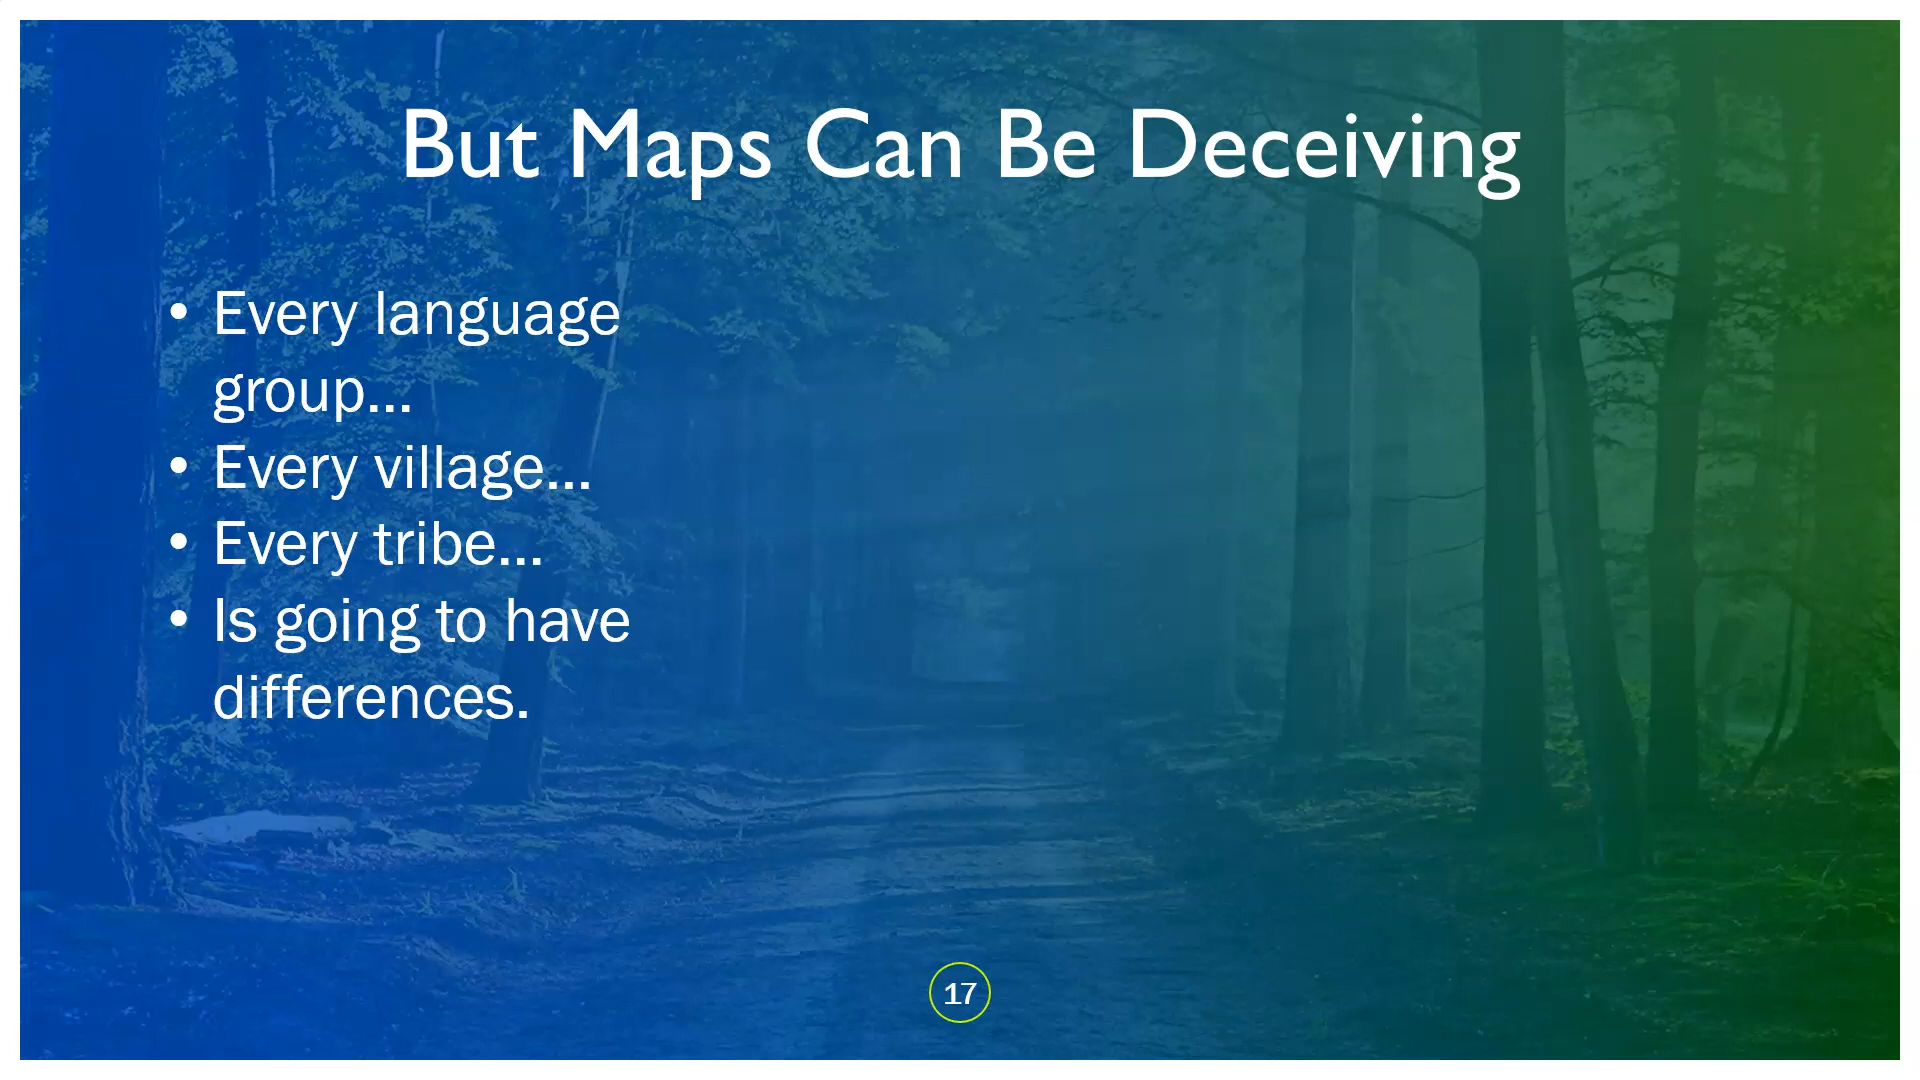 But Maps Can Be Deceiving
• Every language
group...
• Every village...
• Every tribe...
• Is going to have
differences.
17